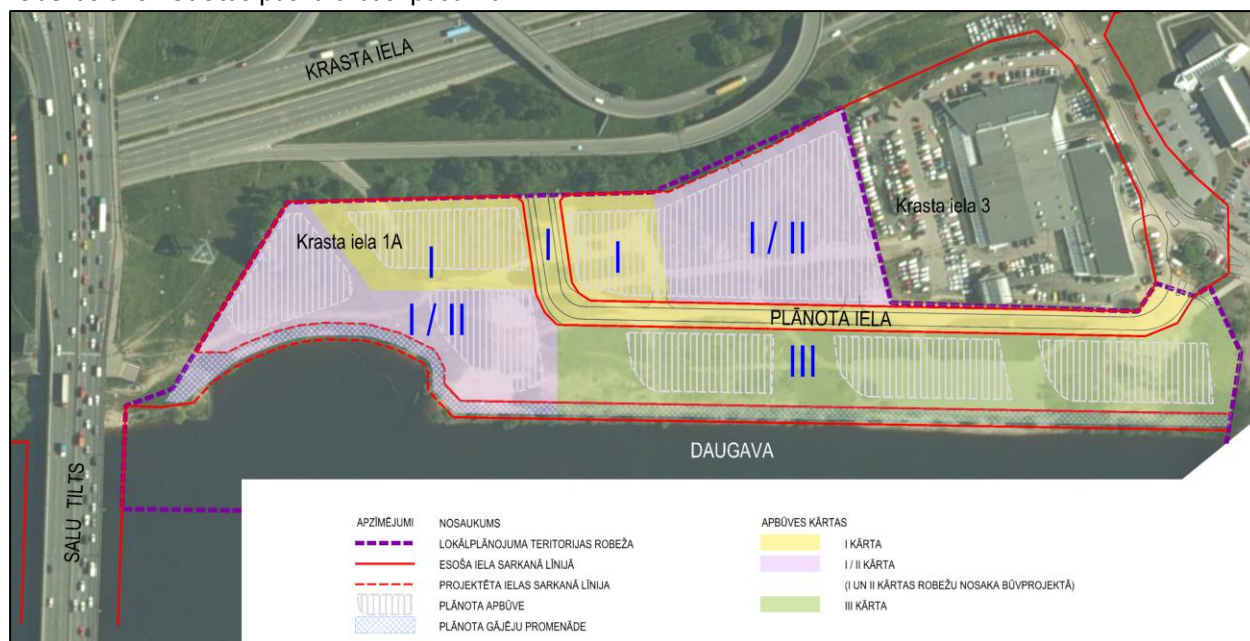 KRASTA IELA
Krasta iela 1A
I
I
I
I / II
Krasta iela 3
I / II
PLĀNOTA IELA
III
DAUGAVA
SALU TILTS
APZĪMĒJUMI NOSAUKUMS
LOKĀLPLĀNOJUMA TERITORIJAS ROBEŽA
ESOŠA IELA SARKANĀ LĪNIJĀ
PROJEKTĒTA IELAS SARKANĀ LĪNIJA
PLĀNOTA APBŪVE
PLĀNOTA GĀJĒJU PROMENĀDE
APBŪVES KĀRTAS
I KĀRTA
I / II KĀRTA
(I UN II KĀRTAS ROBEŽU NOSAKA BŪVPROJEKTĀ)
III KĀRTA